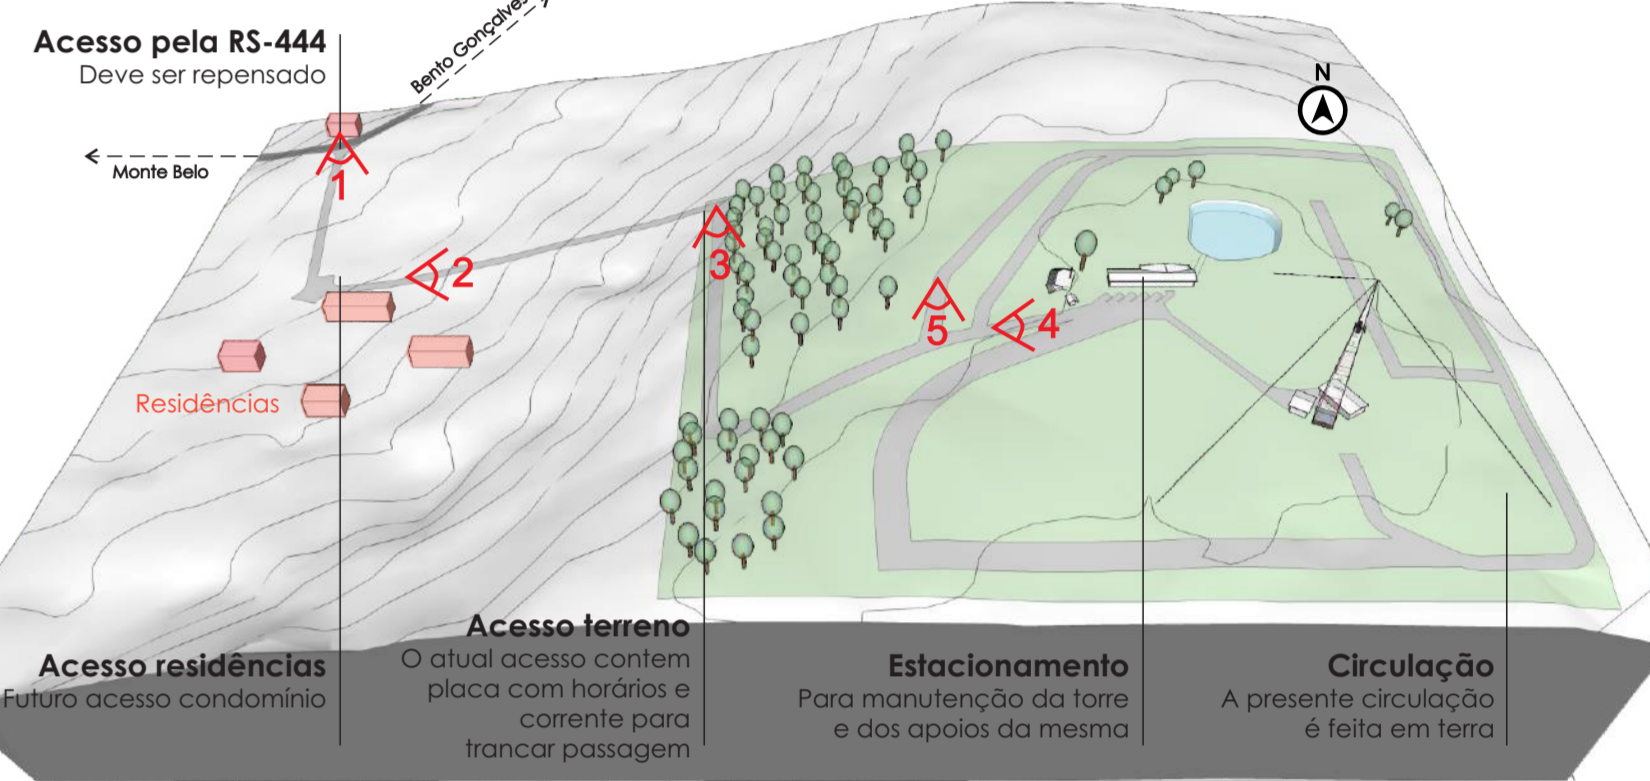 Acesso pela RS-444
Deve ser repensado
Bento Gonçalves
N
Monte Belo
1
2
3
4
5
Residências
Acesso residências
Futuro acesso condomínio
Acesso terreno
O atual acesso contem
placa com horários e
corrente para
trancar passagem
Estacionamento
Para manutenção da torre
e dos apoios da mesma
Circulação
A presente circulação
é feita em terra